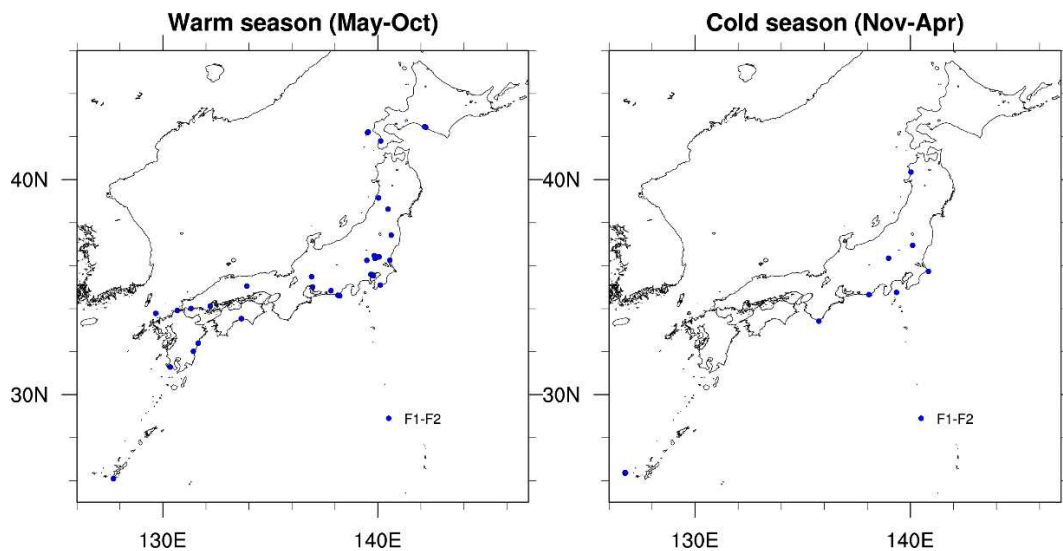 Warm season (May-Oct)
Cold season (Nov-Apr)
40N
40N
30N
30N
F1-F2
F1-F2
130E
140E
130E
140E